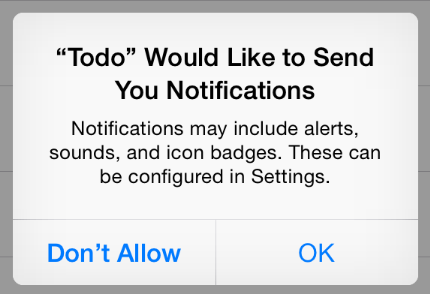 “Todo” Would Like to Send
You Notifications
Notifications may include alerts,
sounds, and icon badges. These can
be configured in Settings.
Don’t Allow
OK